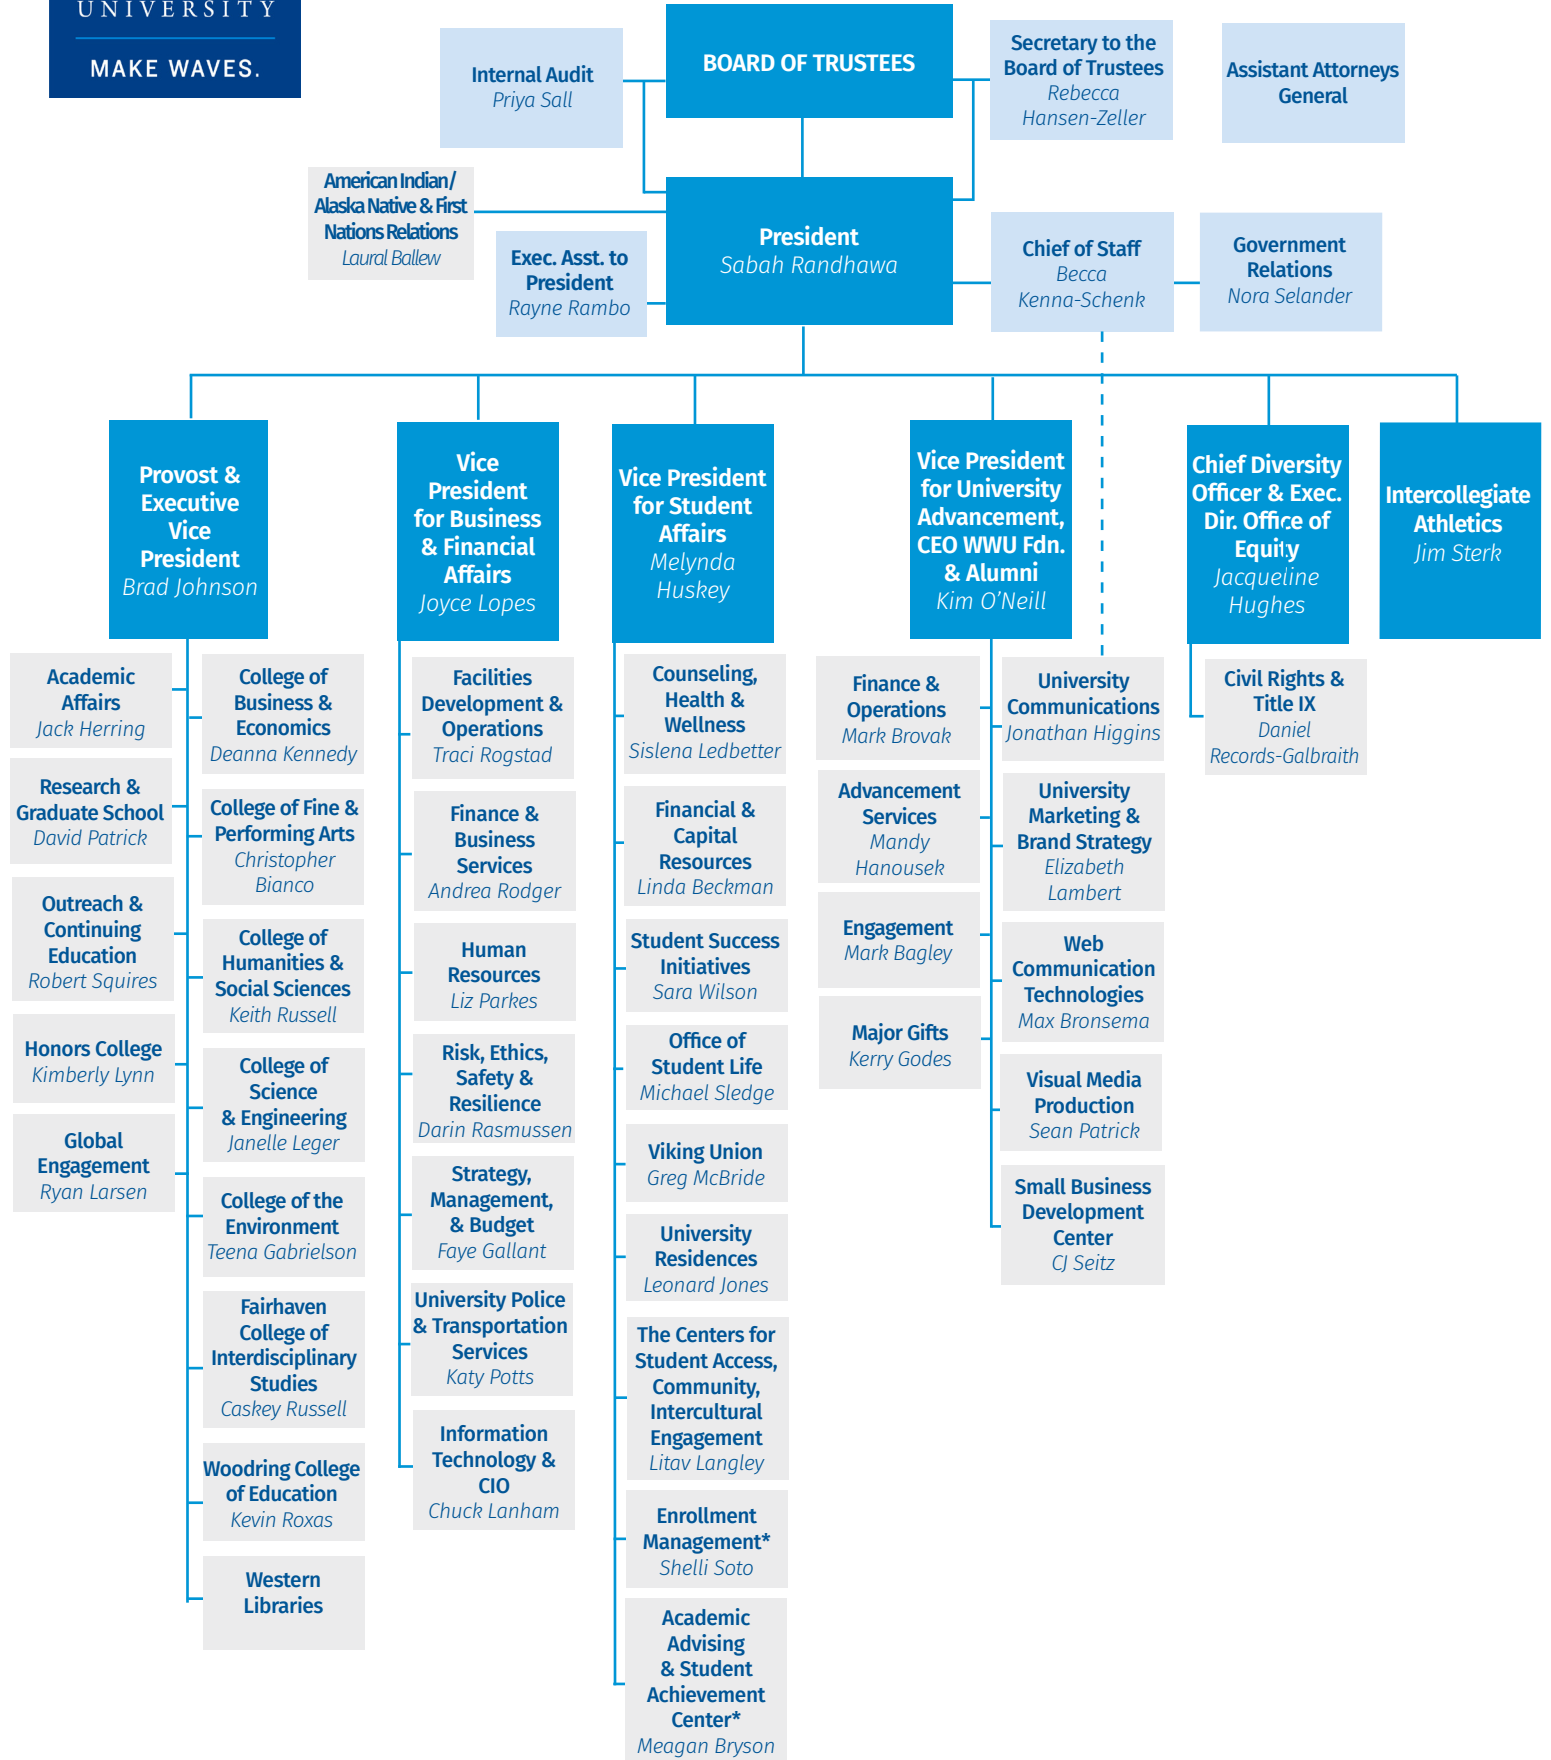 UNIVERSITY
MAKE WAVES.
BOARD OF TRUSTEES
Internal Audit
Priya Sall
Secretary to the
Board of Trustees
Rebecca
Hansen-Zeller
Assistant Attorneys
General
American Indian/
Alaska Native & First
Nations Relations
Laural Ballew
Exec. Asst. to
President
Rayne Rambo
President
Sabah Randhawa
Chief of Staff
Becca
Kenna-Schenk
Government
Relations
Nora Selander
Provost &
Executive
Vice
President
Brad Johnson
Vice
President
for Business
& Financial
Affairs
Joyce Lopes
Vice President
for Student
Affairs
Melynda
Huskey
Vice President
for University
Advancement,
CEO WWU Fdn.
& Alumni
Kim O'Neill
Chief Diversity
Officer & Exec.
Dir. Office of
Equity
Jacqueline
Hughes
Intercollegiate
Athletics
Jim Sterk
Academic
Affairs
Jack Herring
Research &
Graduate School
David Patrick
Outreach &
Continuing
Education
Robert Squires
Honors College
Kimberly Lynn
Global
Engagement
Ryan Larsen
College of
Business &
Economics
Deanna Kennedy
College of Fine &
Performing Arts
Christopher
Bianco
College of
Humanities &
Social Sciences
Keith Russell
College of
Science
& Engineering
Janelle Leger
College of the
Environment
Teena Gabrielson
Fairhaven
College of
Interdisciplinary
Studies
Caskey Russell
Woodring College
of Education
Kevin Roxas
Western
Libraries
Facilities
Development &
Operations
Traci Rogstad
Finance &
Business
Services
Andrea Rodger
Human
Resources
Liz Parkes
Risk, Ethics,
Safety &
Resilience
Darin Rasmussen
Strategy,
Management,
& Budget
Faye Gallant
University Police
& Transportation
Services
Katy Potts
Information
Technology &
CIO
Chuck Lanham
Counseling,
Health &
Wellness
Sislena Ledbetter
Financial &
Capital
Resources
Linda Beckman
Student Success
Initiatives
Sara Wilson
Office of
Student Life
Michael Sledge
Viking Union
Greg McBride
University
Residences
Leonard Jones
The Centers for
Student Access,
Community,
Intercultural
Engagement
Litav Langley
Enrollment
Management*
Shelli Soto
Academic
Advising
& Student
Achievement
Center*
Meagan Bryson
Finance &
Operations
Mark Brovak
Advancement
Services
Mandy
Hanousek
Engagement
Mark Bagley
Major Gifts
Kerry Godes
University
Communications
Jonathan Higgins
University
Marketing &
Brand Strategy
Elizabeth
Lambert
Web
Communication
Technologies
Max Bronsema
Visual Media
Production
Sean Patrick
Small Business
Development
Center
CJ Seitz
Civil Rights &
Title IX
Daniel
Records-Galbraith